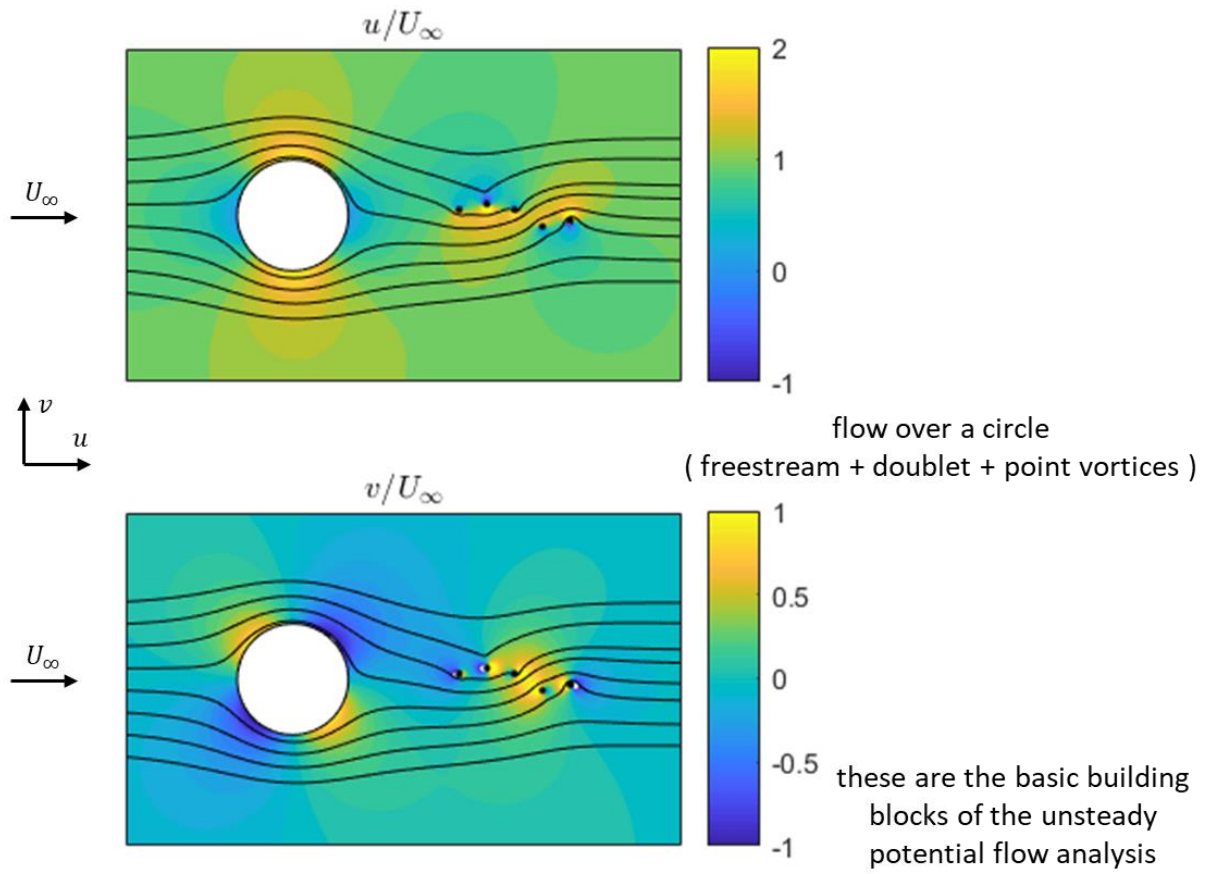 u/U∞
2
1
0
-1
U∞
v
u
flow over a circle
( freestream + doublet + point vortices )
v/U∞
1
0.5
0
-0.5
-1
U∞
these are the basic building
blocks of the unsteady
potential flow analysis